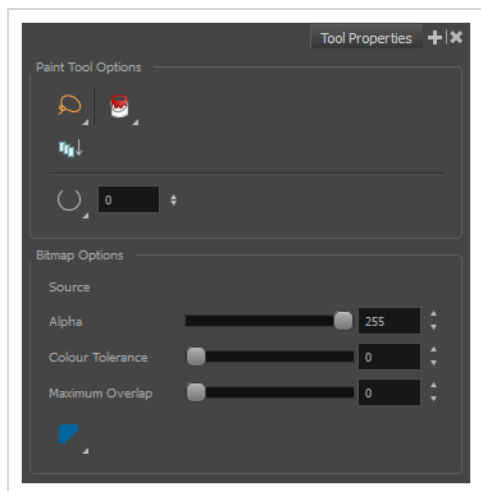 Tool Properties
Paint Tool Options
0
Bitmap Options
Source
Alpha 255
Colour Tolerance 0
Maximum Overlap 0